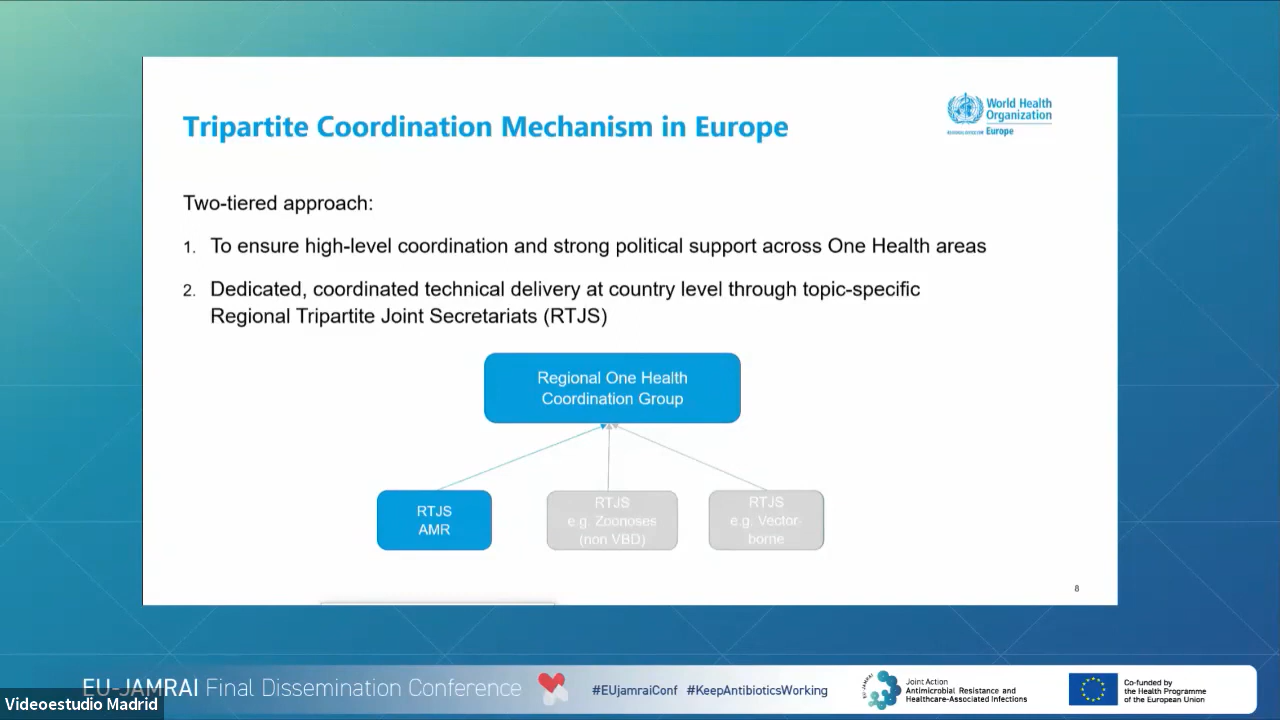 Tripartite Coordination Mechanism in Europe
World Health
Organization
Europe
Two-tiered approach:
1. To ensure high-level coordination and strong political support across One Health areas
2. Dedicated, coordinated technical delivery at country level through topic-specific
Regional Tripartite Joint Secretariats (RTJS)
Regional One Health
Coordination Group
RTJS
AMR
RTJS
e.g. Zoonoses
(non VBD)
RTJS
e.g. Vector-
borne
8
EU-JAMRAI Final Dissemination Conference
#EUjamraiConf #KeepAntibioticsWorking
EU-JAMRAI
Joint Action
Antimicrobial Resistance and
Healthcare-Associated Infections
Co-funded by
the Health Programme
of the European Union
Videoestudio Madrid